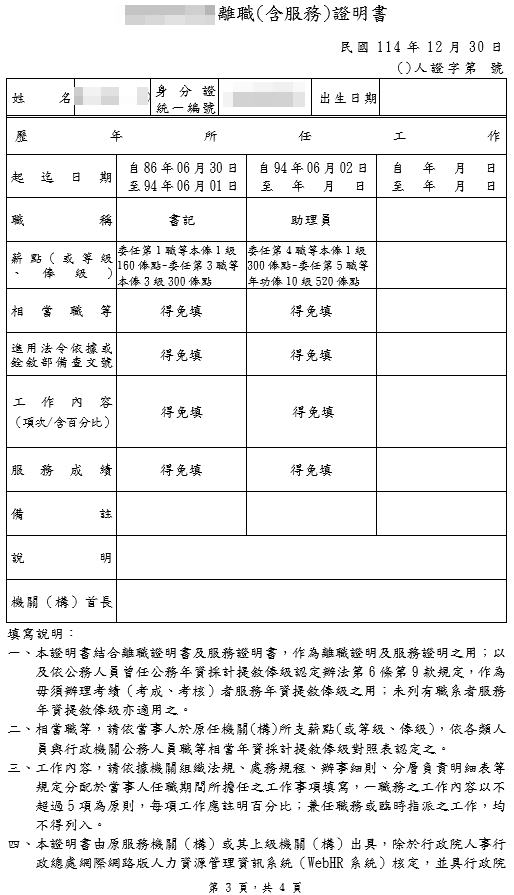 離職(含服務)證明書
民國 114 年 12 月 30 日
()人證字第 號
姓 名
身分證
統一編號
出生日期
歷 年 所 任 工 作
起迄日期
自 86 年 06 月 30 日
至 94 年 06 月 01 日
自 94 年 06 月 02 日
至 年 月 日
自 年 月 日
至 年 月 日
職 稱
書記
助理員
薪點(或等級
、俸級)
委任第 1 職等本俸 1 級
160 俸點-委任第 3 職等
本俸 3 級 300 俸點
委任第 4 職等本俸 1 級
300 俸點-委任第 5 職等
年功俸 10 級 520 俸點
相當職等
得免填
得免填
進用法令依據或
銓敘部備查文號
得免填
得免填
工作內容
(項次/含百分比)
得免填
得免填
服務成績
得免填
得免填
備 註
說 明
機關(構)首長
填寫說明：
一、本證明書結合離職證明書及服務證明書，作為離職證明及服務證明之用；以
及依公務人員曾任公務年資採計提敘俸級認定辦法第 6 條第 9 款規定，作為
毋須辦理考績（考成、考核）者服務年資提敘俸級之用；未列有職系者服務
年資提敘俸級亦適用之。
二、相當職等，請依當事人於原任機關(構)所支薪點(或等級、俸級)，依各類人
員與行政機關公務人員職等相當年資採計提敘俸級對照表認定之。
三、工作內容，請依據機關組織法規、處務規程、辦事細則、分層負責明細表等
規定分配於當事人任職期間所擔任之工作事項填寫，一職務之工作內容以不
超過 5 項為原則，每項工作應註明百分比；兼任職務或臨時指派之工作，均
不得列入。
四、本證明書由原服務機關（構）或其上級機關（構）出具，除於行政院人事行
政總處網際網路版人力資源管理資訊系統（WebHR 系統）核定，並具行政院
第 3 頁，共 4 頁